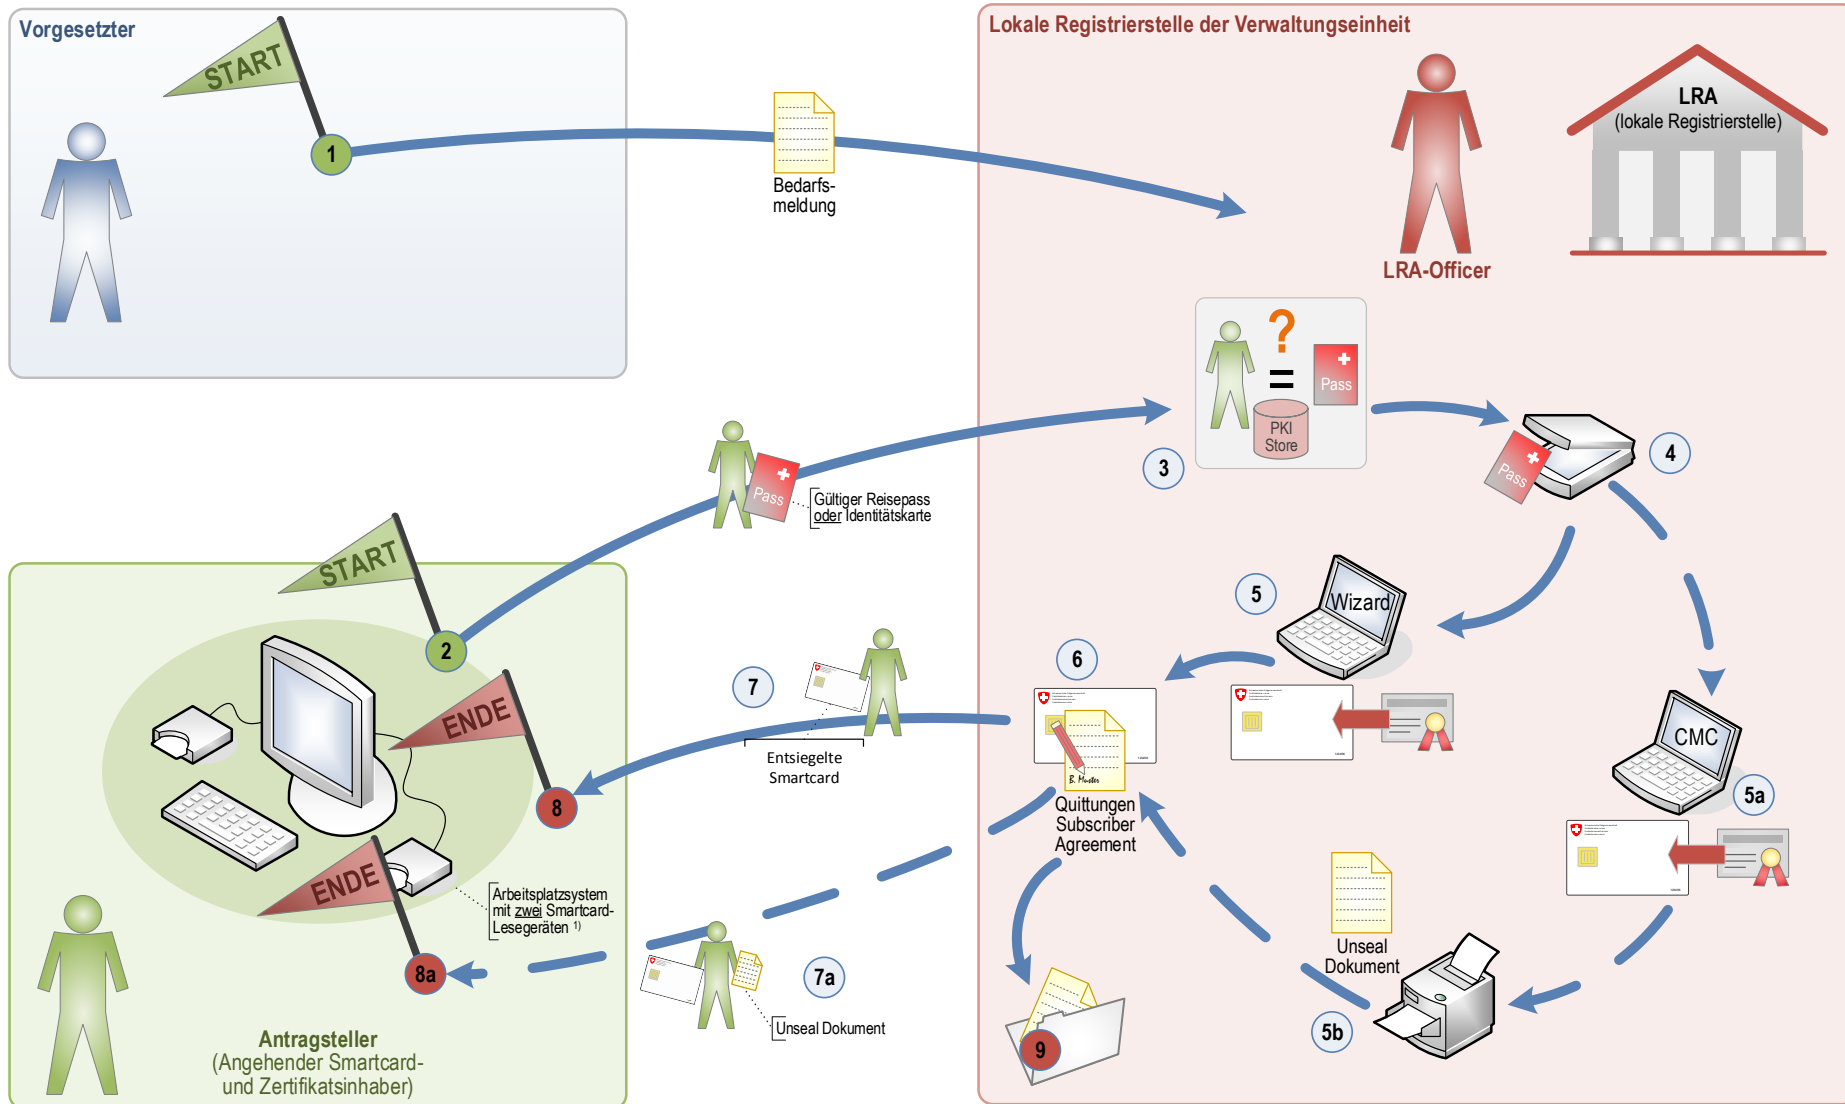 Vorgesetzter
START
1
Bedarfs-
meldung
Lokale Registrierstelle der Verwaltungseinheit
LRA
(lokale Registrierstelle)
LRA-Officer
?
=
Pass
PKI
Store
3
Pass
4
Pass
Gültiger Reisepass
oder Identitätskarte
START
2
ENDE
8
ENDE
8a
Arbeitsplatzsystem
mit zwei Smartcard-
Lesegeräten 1)
Antragsteller
(Angehender Smartcard-
und Zertifikatsinhaber)
7
Entsiegelte
Smartcard
7a
Unseal Dokument
5
Wizard
6
B. Muster
Quittungen
Subscriber
Agreement
CMC
5a
Unseal
Dokument
5b
9